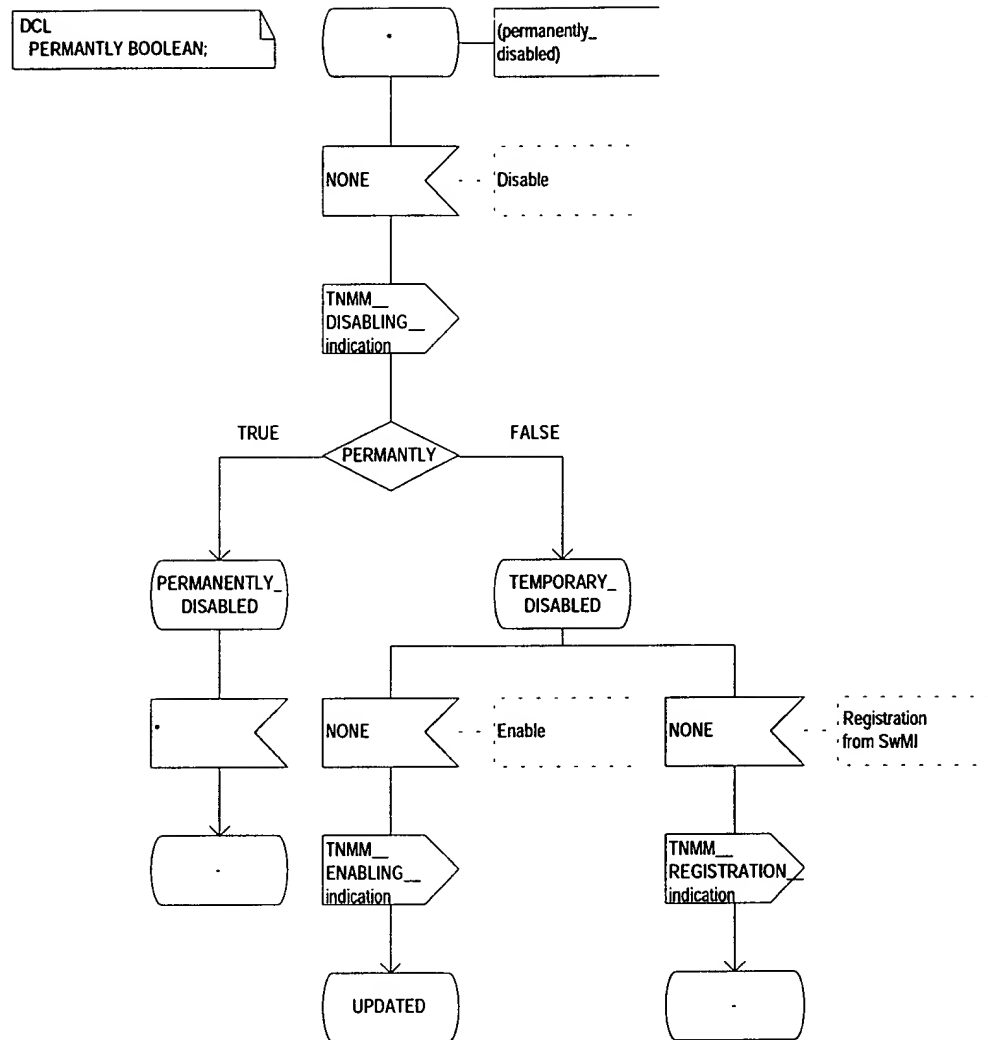 DCL
PERMANTLY BOOLEAN;
*
(permanently_
disabled)
NONE
Disable
TNMM__
DISABLING__
indication
TRUE
FALSE
PERMANTLY
PERMANENTLY_
DISABLED
TEMPORARY_
DISABLED
*
NONE
Enable
NONE
Registration
from SwMI
-
TNMM__
ENABLING__
indication
TNMM__
REGISTRATION__
indication
UPDATED
-